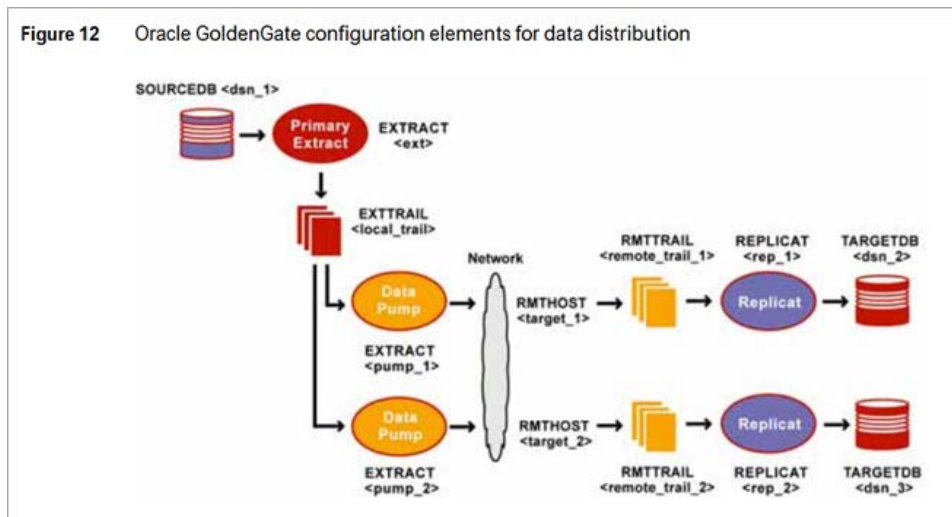 Figure 12 Oracle GoldenGate configuration elements for data distribution
SOURCEDB <dsn_1>
Primary
Extract
EXTRACT
<ext>
EXTTRAIL
<local_trail>
Network
Data
Pump
EXTRACT
<pump_1>
RMTHOST
<target_1>
RMTTRAIL
<remote_trail_1>
REPLICAT
<rep_1>
Replicat
TARGETDB
<dsn_2>
Data
Pump
EXTRACT
<pump_2>
RMTHOST
<target_2>
RMTTRAIL
<remote_trail_2>
Replicat
REPLICAT
<rep_2>
TARGETDB
<dsn_3>